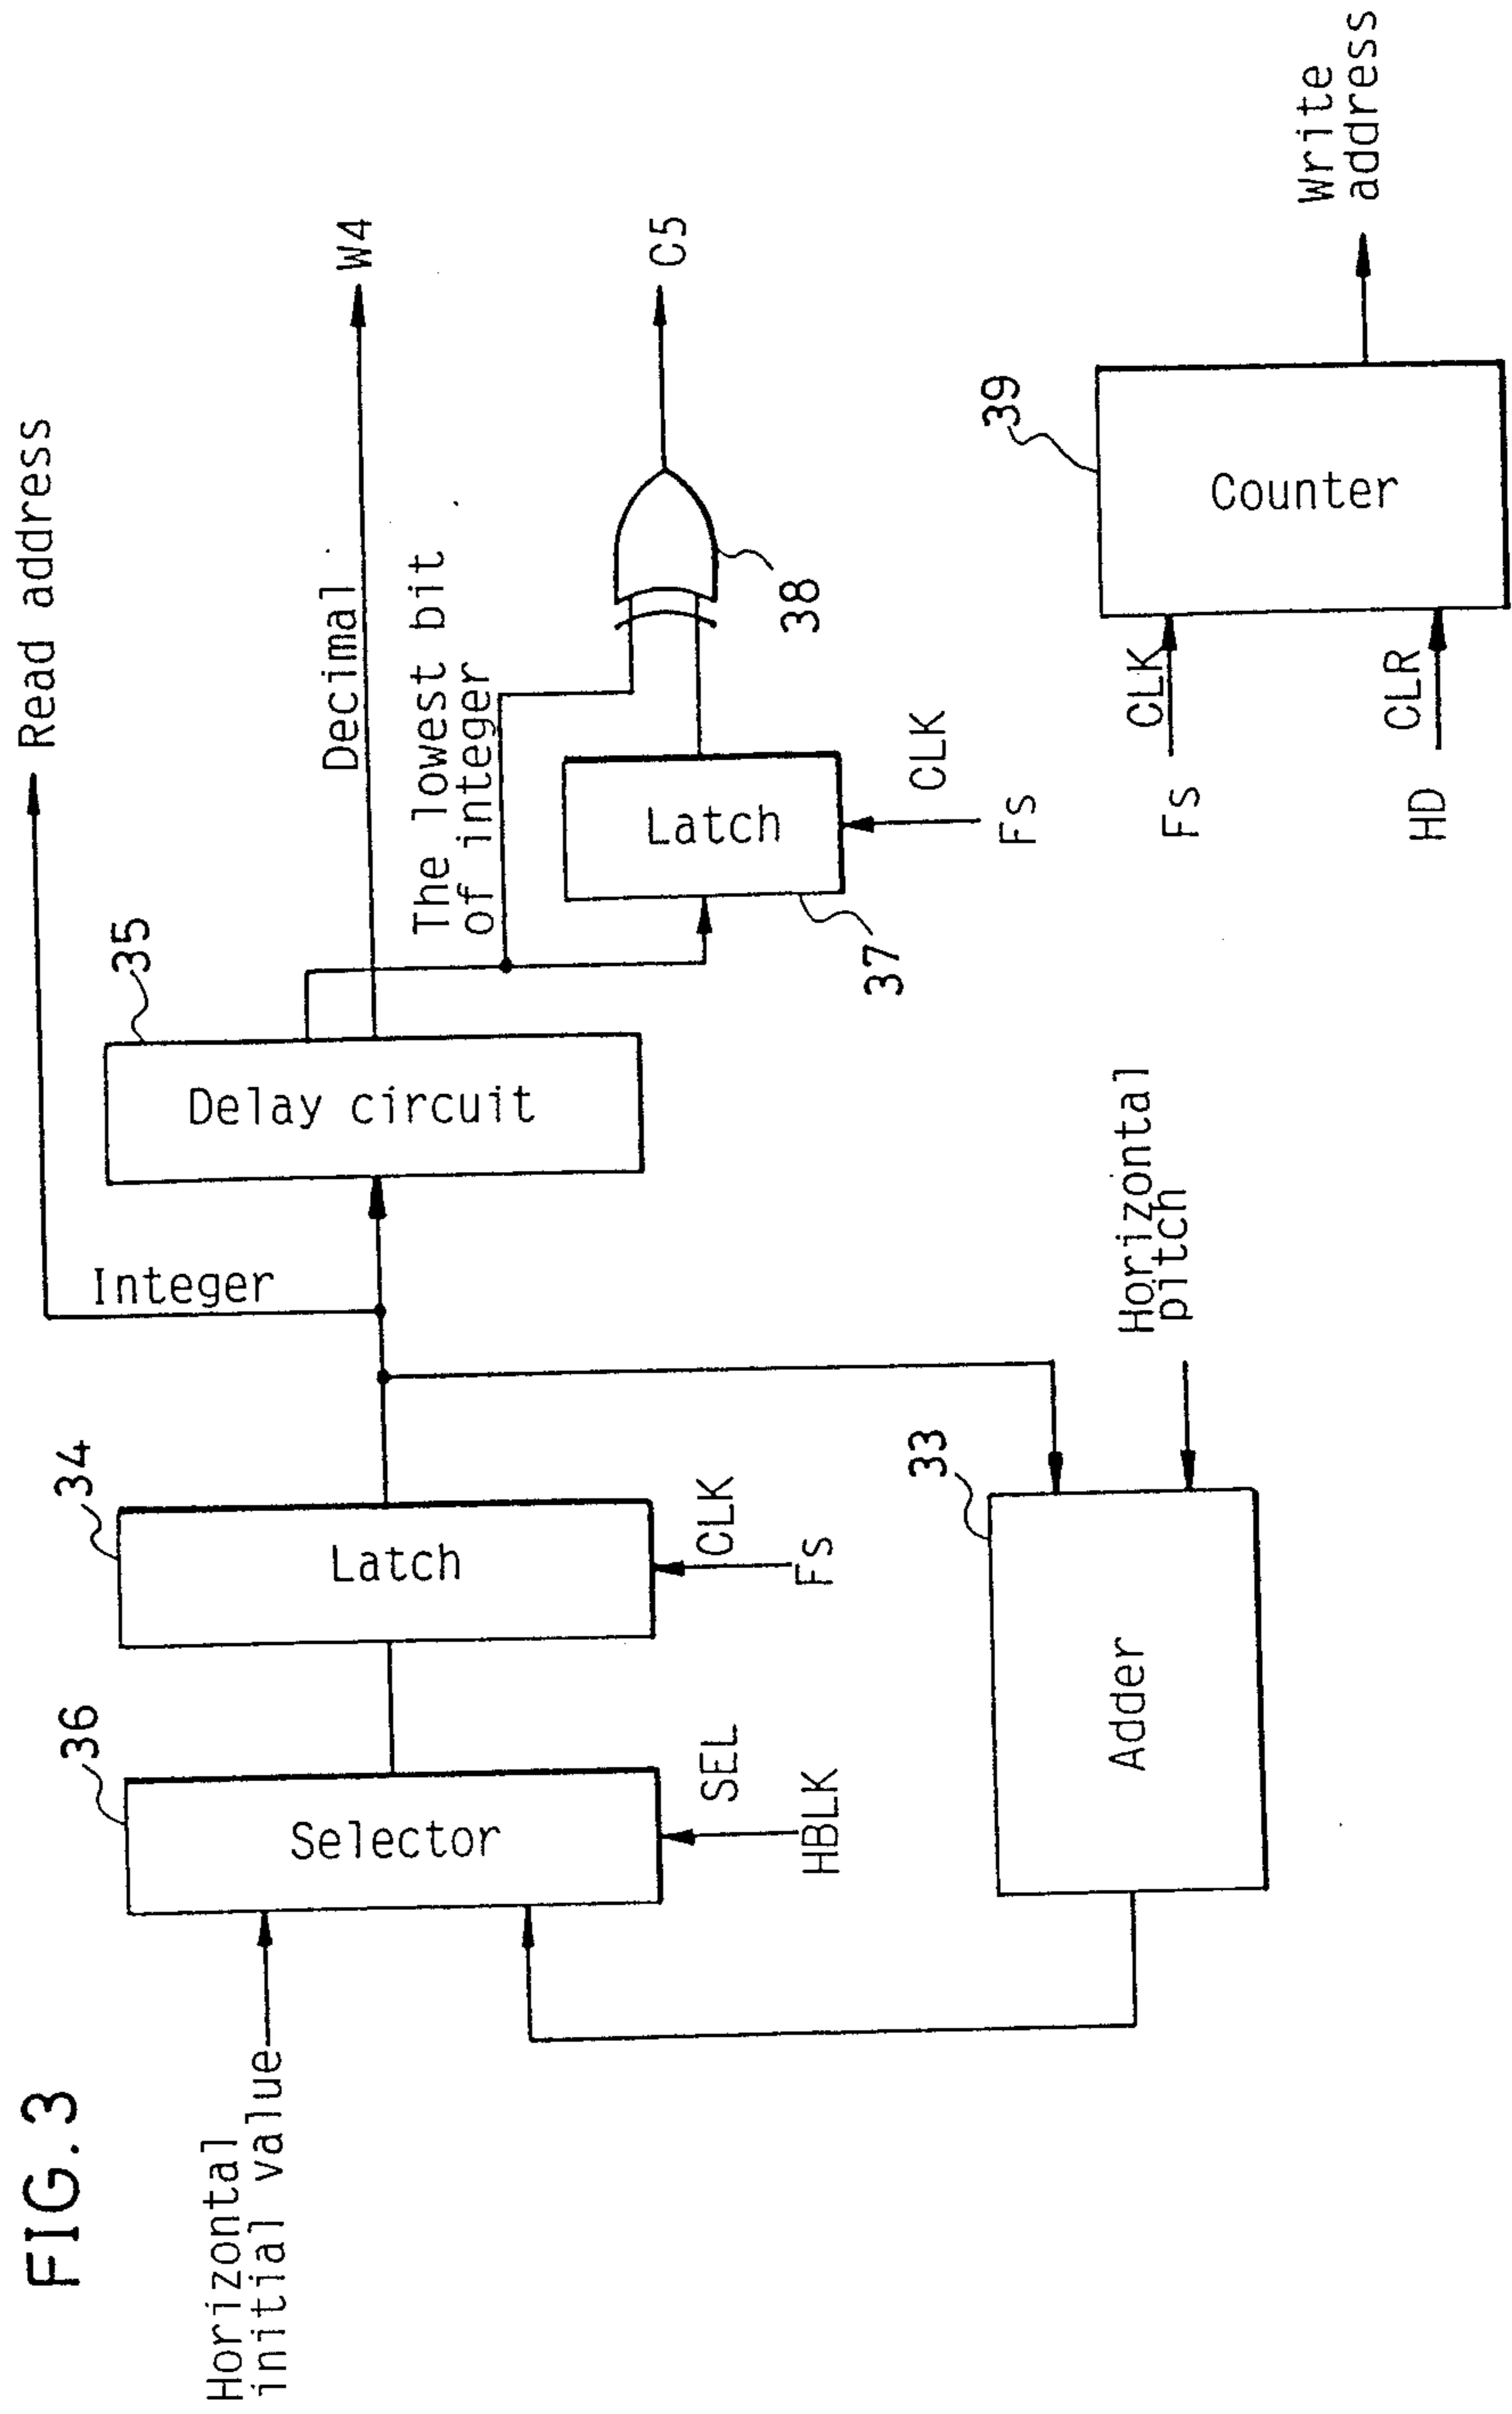 FIG.3
Read address
Integer
34
36
35
Decimal
W4
Horizontal
initial value
Selector
Latch
Delay circuit
The lowest bit
of integer
C5
SEL
HBLK
CLK
FS
Latch
37
38
CLK
FS
33
Adder
Horizontal
pitch
39
Counter
CLK
FS
CLR
HD
Write
address